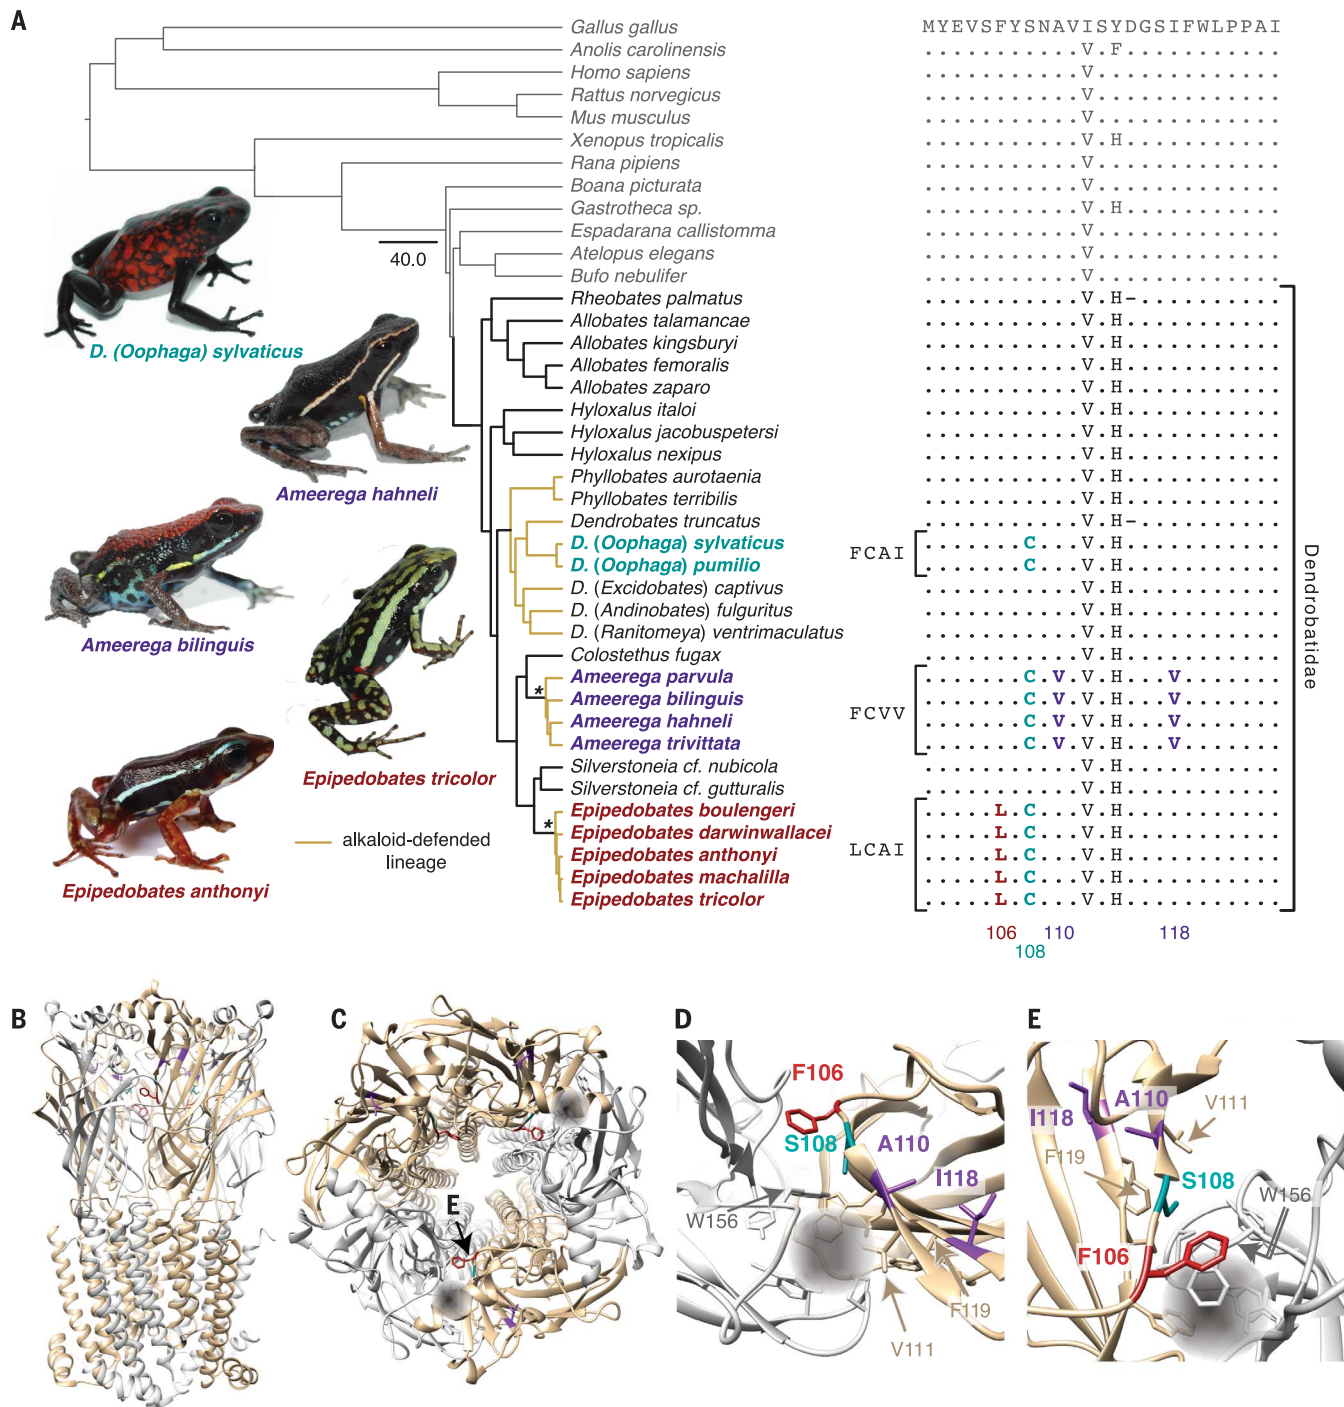 A
Gallus gallus MYEVSFYSNAVISYDGSIFWLPPAI
Anolis carolinensis ...........V.F...........
Homo sapiens ...........V.............
Rattus norvegicus ...........V.............
Mus musculus ...........V.............
Xenopus tropicalis ...........V.H...........
Rana pipiens ...........V.............
Boana picturata ...........V.............
Gastrotheca sp. ...........V.H...........
Espadarana callistomma ...........V.............
Atelopus elegans ...........V.............
Bufo nebulifer ...........V.............
Rheobates palmatus ...........V.H-..........
Allobates talamancae ...........V.H...........
Allobates kingsburyi ...........V.H...........
Allobates femoralis ...........V.H...........
Allobates zaparo ...........V.H...........
Hyloxalus italoi ...........V.H...........
Hyloxalus jacobuspetersi ...........V.H...........
Hyloxalus nexipus ...........V.H...........
Phyllobates aurotaenia ...........V.H...........
Phyllobates terribilis ...........V.H...........
Dendrobates truncatus ...........V.H-..........
D. (Oophaga) sylvaticus .......C...V.H...........
FCAI
D. (Oophaga) pumilio .......C...V.H...........
D. (Excidobates) captivus ...........V.H...........
D. (Andinobates) fulguritus ...........V.H...........
D. (Ranitomeya) ventrimaculatus ...........V.H...........
Colostethus fugax ...........V.H...........
Ameerega parvula .......C.V.V.H...V.......
*
Ameerega bilinguis .......C.V.V.H...V.......
FCVV
Ameerega hahneli .......C.V.V.H...V.......
Ameerega trivittata .......C.V.V.H...V.......
Silverstoneia cf. nubicola ...........V.H...........
Silverstoneia cf. gutturalis ...........V.H...........
Epipedobates boulengeri .....L.C...V.H...........
*
Epipedobates darwinwallacei .....L.C...V.H...........
LCAI
Epipedobates anthonyi .....L.C...V.H...........
Epipedobates machalilla .....L.C...V.H...........
Epipedobates tricolor .....L.C...V.H...........
106 108 110 118
Dendrobatidae
40.0
D. (Oophaga) sylvaticus
Ameerega hahneli
Ameerega bilinguis
Epipedobates tricolor
Epipedobates anthonyi
alkaloid-defended
lineage
B
C
E
D
F106
S108
A110
I118
W156
F119
V111
E
I118
A110
V111
F119
S108
W156
F106